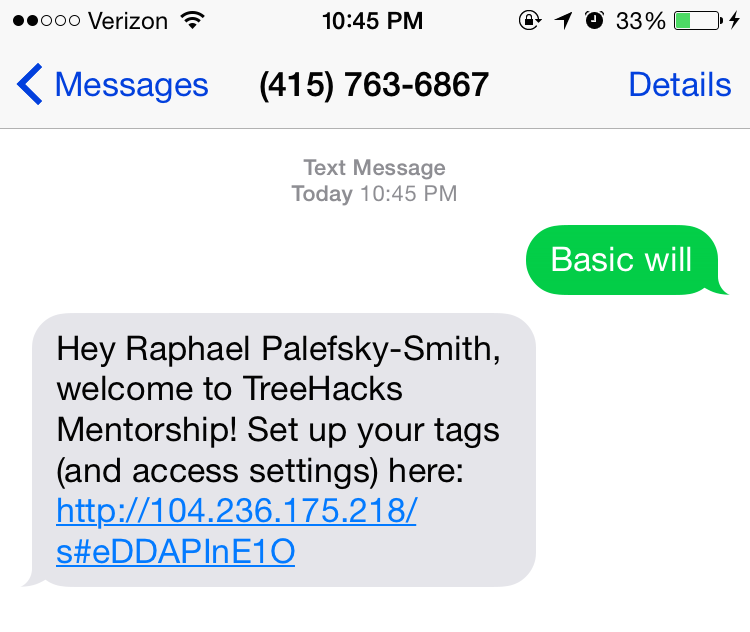 Verizon 10:45 PM 33%
Messages (415) 763-6867 Details
Text Message
Today 10:45 PM
Basic will
Hey Raphael Palefsky-Smith,
welcome to TreeHacks
Mentorship! Set up your tags
(and access settings) here:
http://104.236.175.218/
s#eDDAPlnE1O